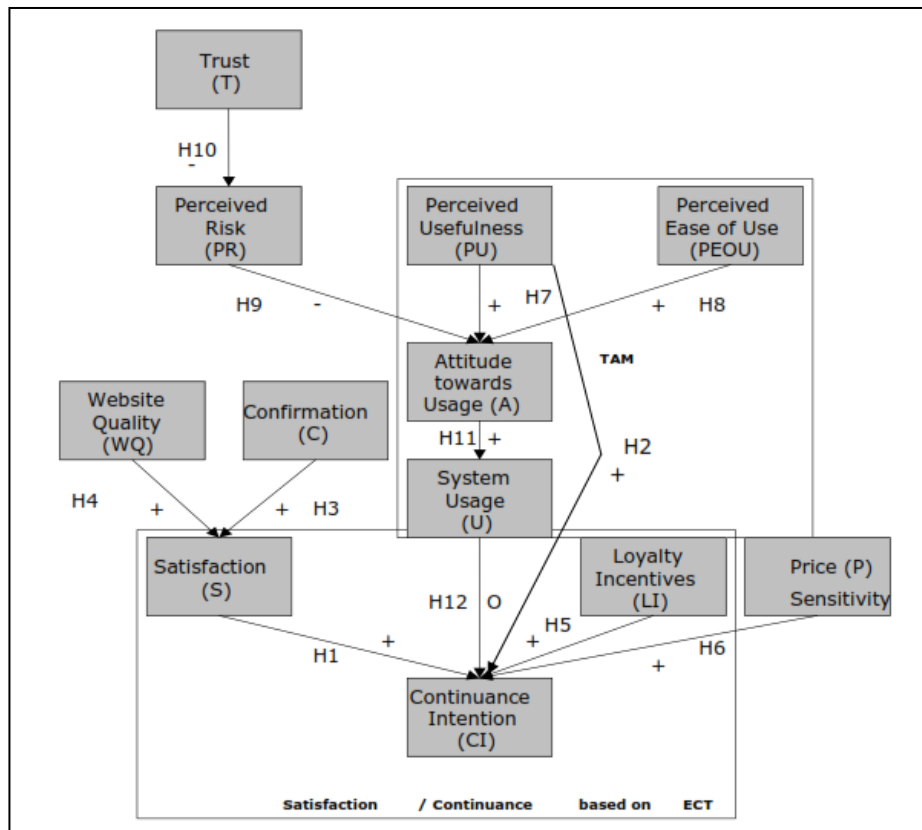 Trust
(T)
H10
-
Perceived
Risk
(PR)
Perceived
Usefulness
(PU)
Perceived
Ease of Use
(PEOU)
H9
-
+
H7
+
H8
Attitude
towards
Usage (A)
TAM
Website
Quality
(WQ)
Confirmation
(C)
H11
+
H2
+
System
Usage
(U)
H4
+
+
H3
Satisfaction
(S)
Loyalty
Incentives
(LI)
Price (P)
Sensitivity
H12
O
H1
+
+
H5
+
H6
Continuance
Intention
(CI)
Satisfaction / Continuance based on ECT